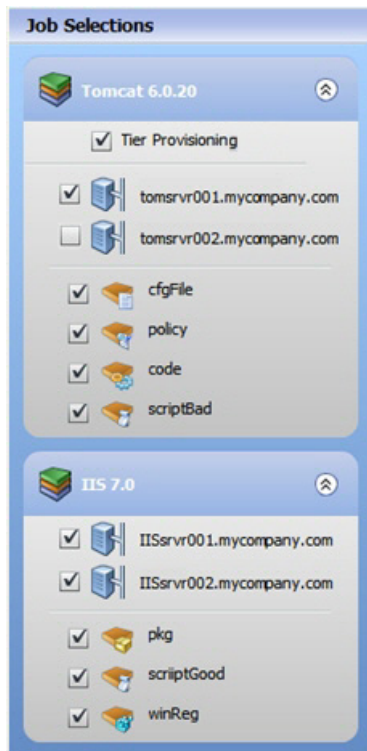 Job Selections
Tomcat 6.0.20
Tier Provisioning
tomsrvr001.mycompany.com
tomsrvr002.mycompany.com
cfgFile
policy
code
scriptBad
IIS 7.0
IISsrvr001.mycompany.com
IISsrvr002.mycompany.com
pkg
scriiptGood
winReg